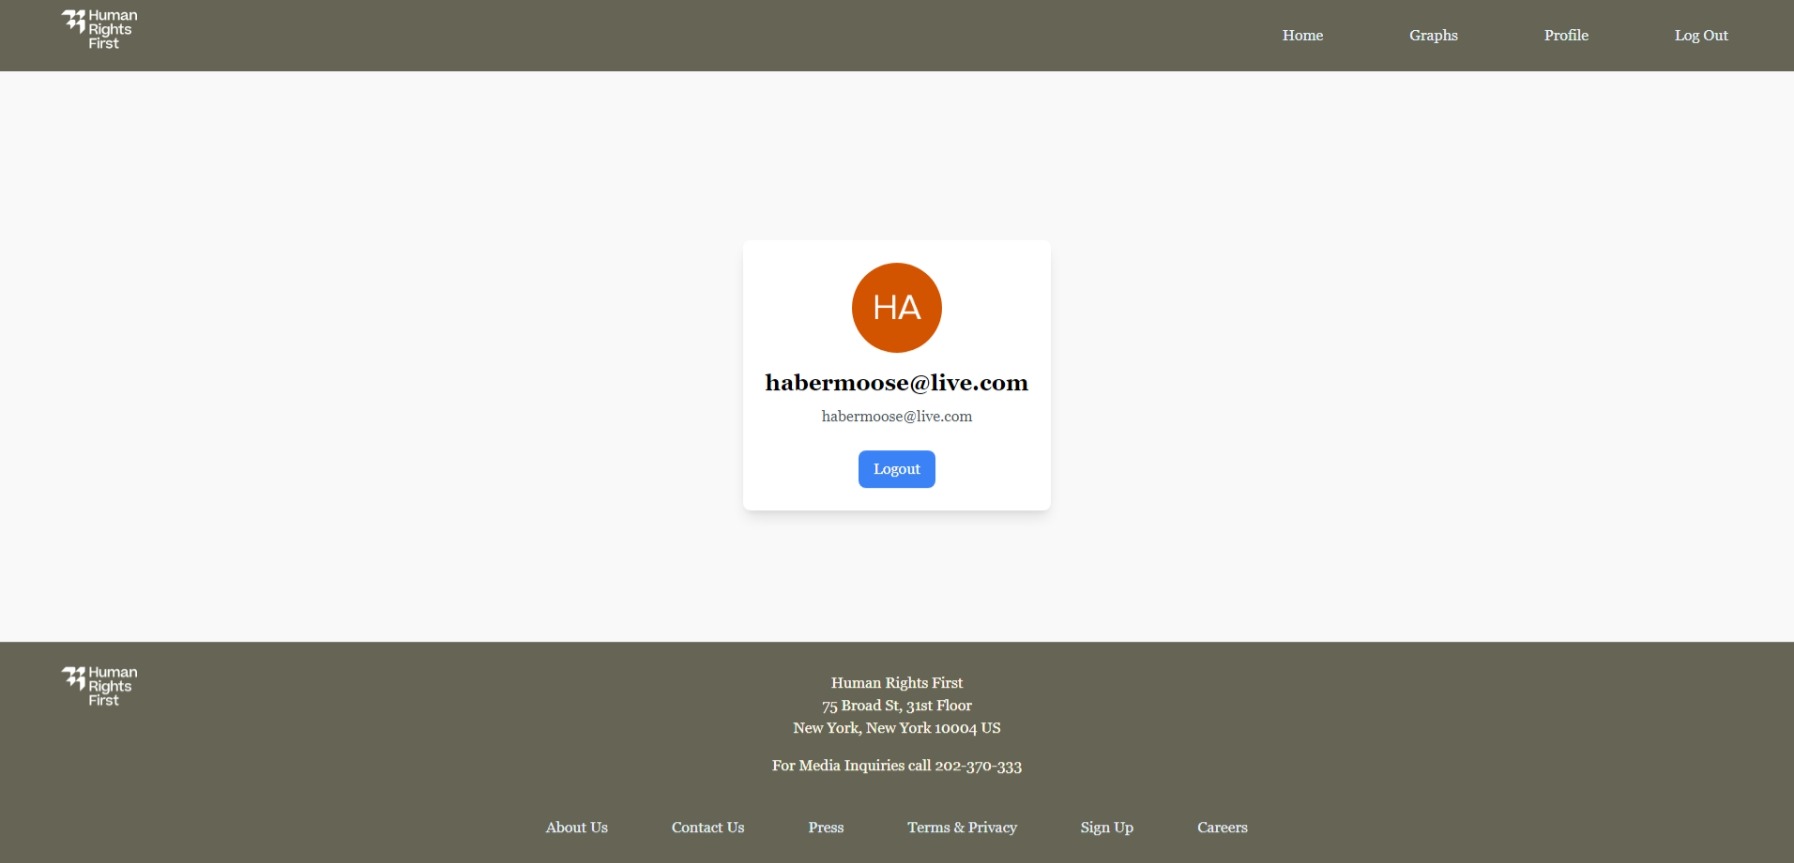 Human
Rights
First
Home
Graphs
Profile
Log Out
HA
habermoose@live.com
habermoose@live.com
Logout
Human
Rights
First
Human Rights First
75 Broad St, 31st Floor
New York, New York 10004 US
For Media Inquiries call 202-370-333
About Us
Contact Us
Press
Terms & Privacy
Sign Up
Careers